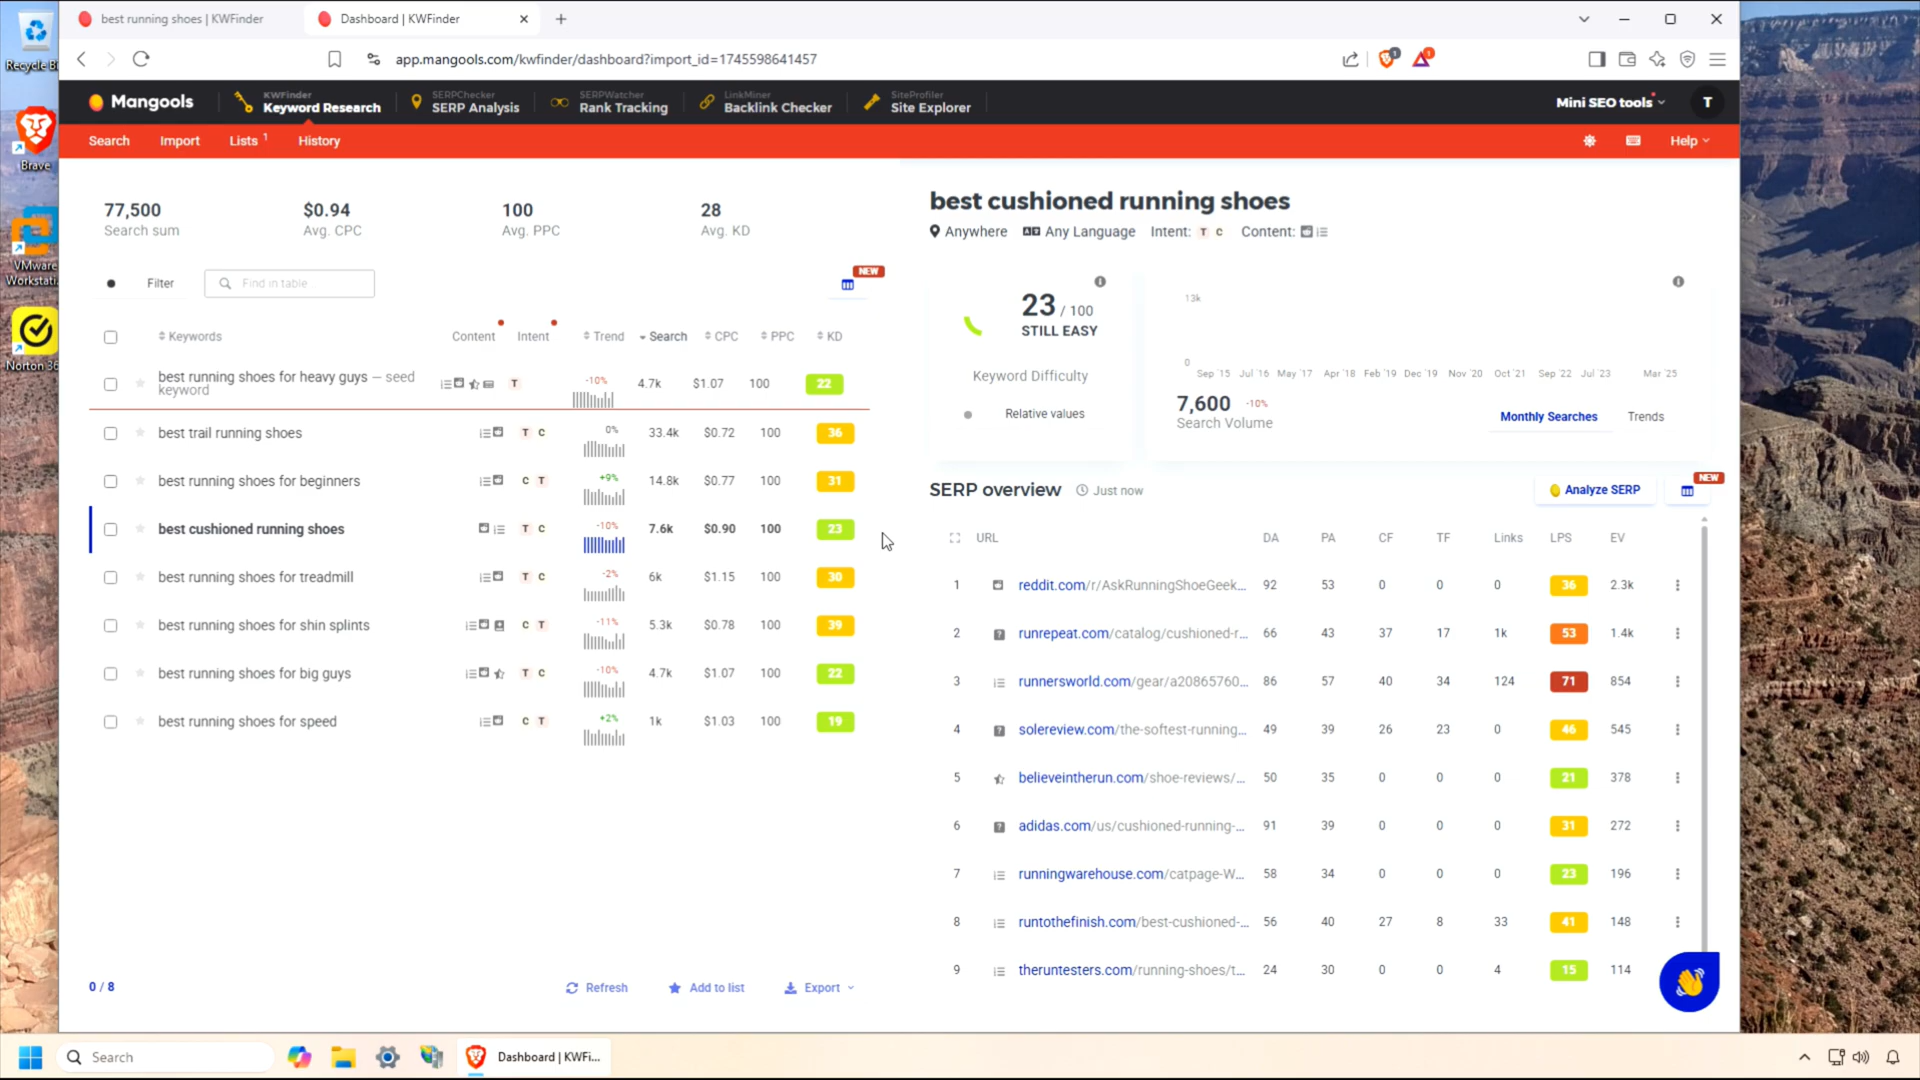 Recycle Bi
Brave
VMware
Workstati...
Norton 36
best running shoes | KWFinder
Dashboard | KWFinder
app.mangools.com/kwfinder/dashboard?import_id=1745598641457
1
1
Mangools
KWFinder
Keyword Research
SERPChecker
SERP Analysis
SERPWatcher
Rank Tracking
LinkMiner
Backlink Checker
SiteProfiler
Site Explorer
Mini SEO tools
T
Search
Import
Lists 1
History
Help
77,500
Search sum
$0.94
Avg. CPC
100
Avg. PPC
28
Avg. KD
Filter
Find in table...
NEW
Keywords Content Intent Trend Search CPC PPC KD
best running shoes for heavy guys — seed
keyword
T -10% 4.7k $1.07 100 22
best trail running shoes T C 0% 33.4k $0.72 100 36
best running shoes for beginners C T +9% 14.8k $0.77 100 31
best cushioned running shoes T C -10% 7.6k $0.90 100 23
best running shoes for treadmill T C -2% 6k $1.15 100 30
best running shoes for shin splints C T -11% 5.3k $0.78 100 39
best running shoes for big guys T C -10% 4.7k $1.07 100 22
best running shoes for speed C T +2% 1k $1.03 100 19
0 / 8
Refresh
Add to list
Export
best cushioned running shoes
Anywhere Any Language Intent: T C Content:
23 / 100
STILL EASY
Keyword Difficulty
Relative values
13k
0
Sep '15 Jul '16 May '17 Apr '18 Feb '19 Dec '19 Nov '20 Oct '21 Sep '22 Jul '23 Mar '25
7,600 -10%
Search Volume
Monthly Searches
Trends
SERP overview
Just now
Analyze SERP
NEW
URL DA PA CF TF Links LPS EV
1 reddit.com/r/AskRunningShoeGeek... 92 53 0 0 0 36 2.3k
2 runrepeat.com/catalog/cushioned-r... 66 43 37 17 1k 53 1.4k
3 runnersworld.com/gear/a20865760... 86 57 40 34 124 71 854
4 solereview.com/the-softest-running... 49 39 26 23 0 46 545
5 believeintherun.com/shoe-reviews/... 50 35 0 0 0 21 378
6 adidas.com/us/cushioned-running-... 91 39 0 0 0 31 272
7 runningwarehouse.com/catpage-W... 58 34 0 0 0 23 196
8 runtothefinish.com/best-cushioned-... 56 40 27 8 33 41 148
9 theruntesters.com/running-shoes/t... 24 30 0 0 4 15 114
Search
Dashboard | KWFi...